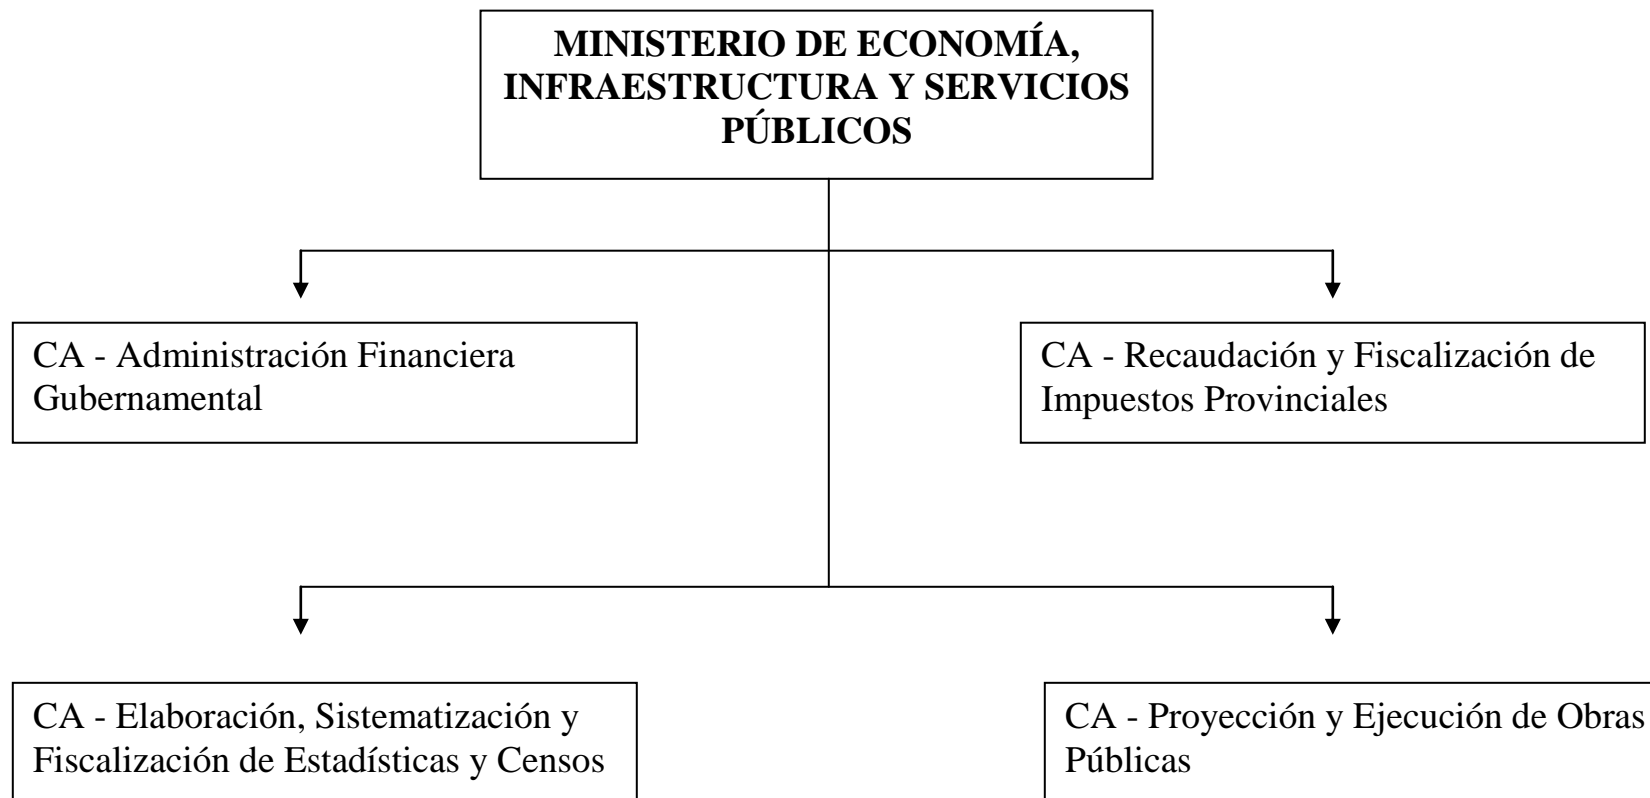 MINISTERIO DE ECONOMÍA,
INFRAESTRUCTURA Y SERVICIOS
PÚBLICOS
CA - Administración Financiera
Gubernamental
CA - Recaudación y Fiscalización de
Impuestos Provinciales
CA - Elaboración, Sistematización y
Fiscalización de Estadísticas y Censos
CA - Proyección y Ejecución de Obras
Públicas